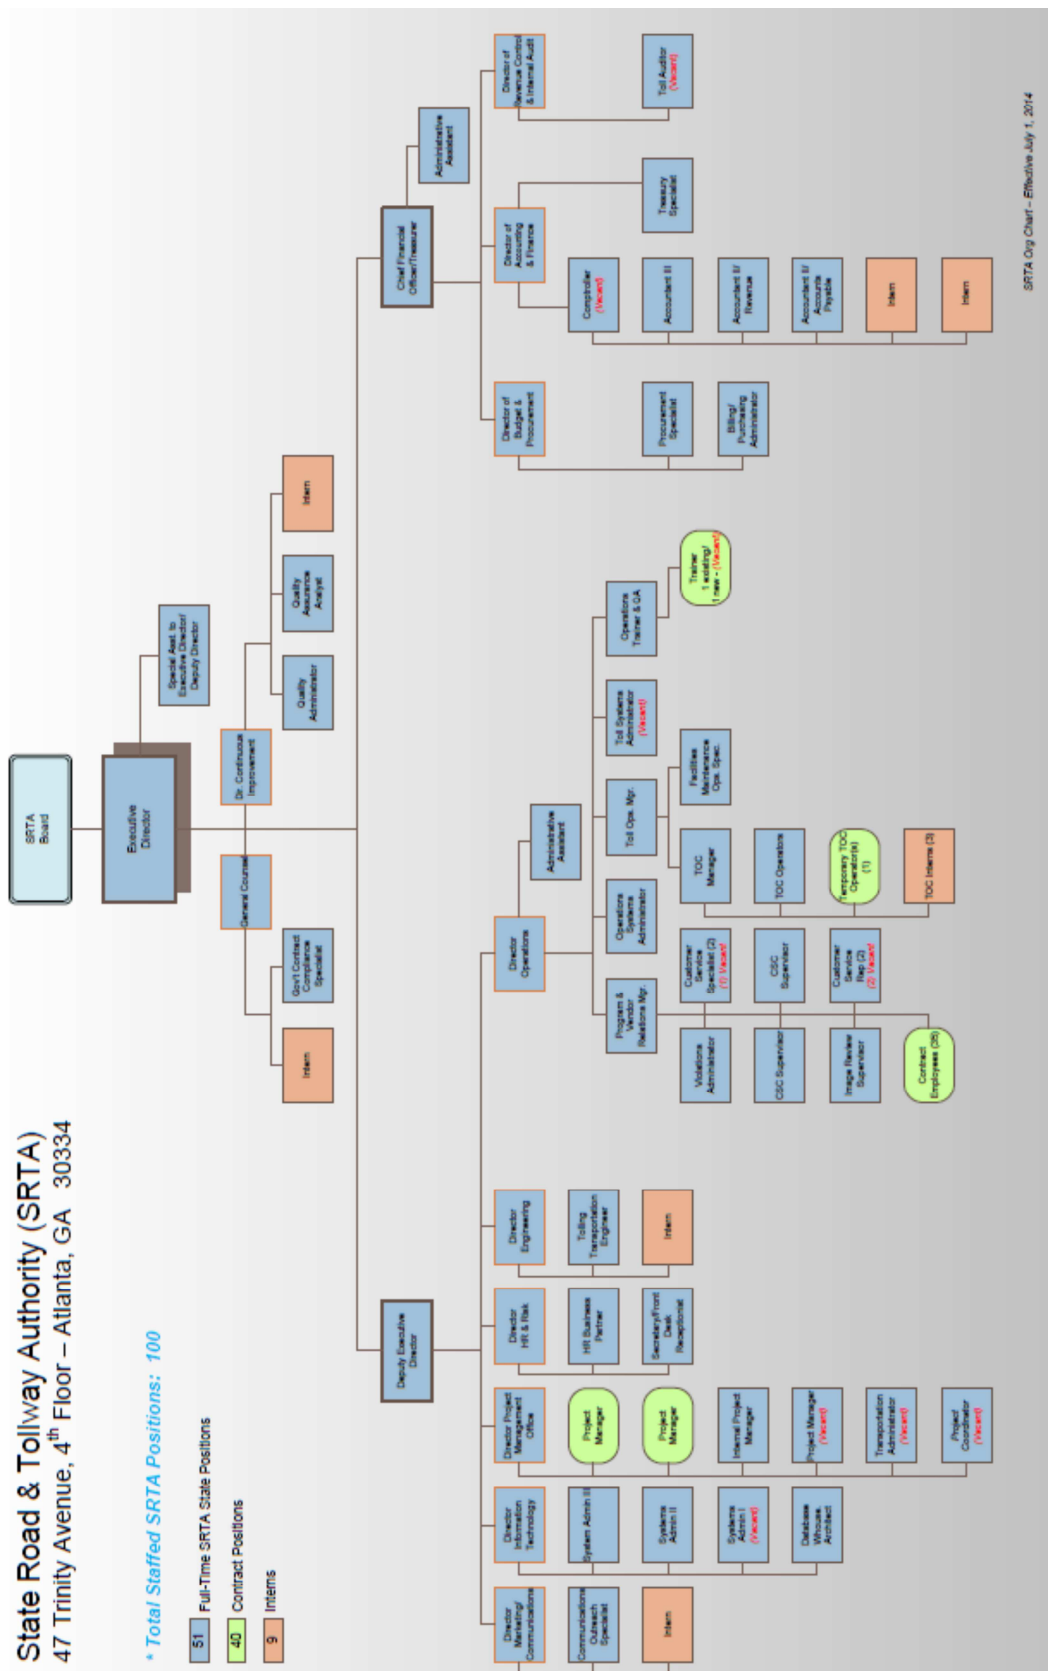 State Road & Tollway Authority (SRTA)
47 Trinity Avenue, 4th Floor – Atlanta, GA 30334
* Total Staffed SRTA Positions: 100
51 Full-Time SRTA State Positions
40 Contract Positions
9 Interns
SRTA
Board
Executive
Director
Special Asst. to
Executive Director/
Deputy Director
General Counsel
Dir. Continuous
Improvement
Intern
Gov't Contract
Compliance
Specialist
Quality
Administrator
Quality
Assurance
Analyst
Intern
Deputy Executive
Director
Chief Financial
Officer/Treasurer
Administrative
Assistant
Director
Marketing/
Communications
Communications
Outreach
Specialist
Intern
Director
Information
Technology
System Admin III
Systems
Admin II
Systems
Admin I
(Vacant)
Database
Whouse.
Architect
Director Project
Management
Office
Project
Manager
Project
Manager
Internal Project
Manager
Project Manager
(Vacant)
Transportation
Administrator
(Vacant)
Project
Coordinator
(Vacant)
Director
HR & Risk
HR Business
Partner
Secretary/Front
Desk
Receptionist
Director
Engineering
Tolling
Transportation
Engineer
Intern
Director
Operations
Administrative
Assistant
Program &
Vendor
Relations Mgr.
Operations
Systems
Administrator
Toll Ops. Mgr.
Toll Systems
Administrator
(Vacant)
Operations
Trainer & QA
Violations
Administrator
Customer
Service
Specialist (2)
(1) Vacant
CSC Supervisor
CSC
Supervisor
Image Review
Supervisor
Customer
Service
Rep (2)
(2) Vacant
Contract
Employees (35)
TOC
Manager
Facilities
Maintenance
Ops. Spec.
TOC Operators
Temporary TOC
Operator(s)
(1)
TOC Interns (3)
Trainer
1 existing/
1 new - (Vacant)
Director of
Budget &
Procurement
Procurement
Specialist
Billing/
Purchasing
Administrator
Director of
Accounting
& Finance
Comptroller
(Vacant)
Treasury
Specialist
Accountant III
Accountant II/
Revenue
Accountant II/
Accounts
Payable
Intern
Intern
Director of
Revenue Control
& Internal Audit
Toll Auditor
(Vacant)
SRTA Org Chart – Effective July 1, 2014